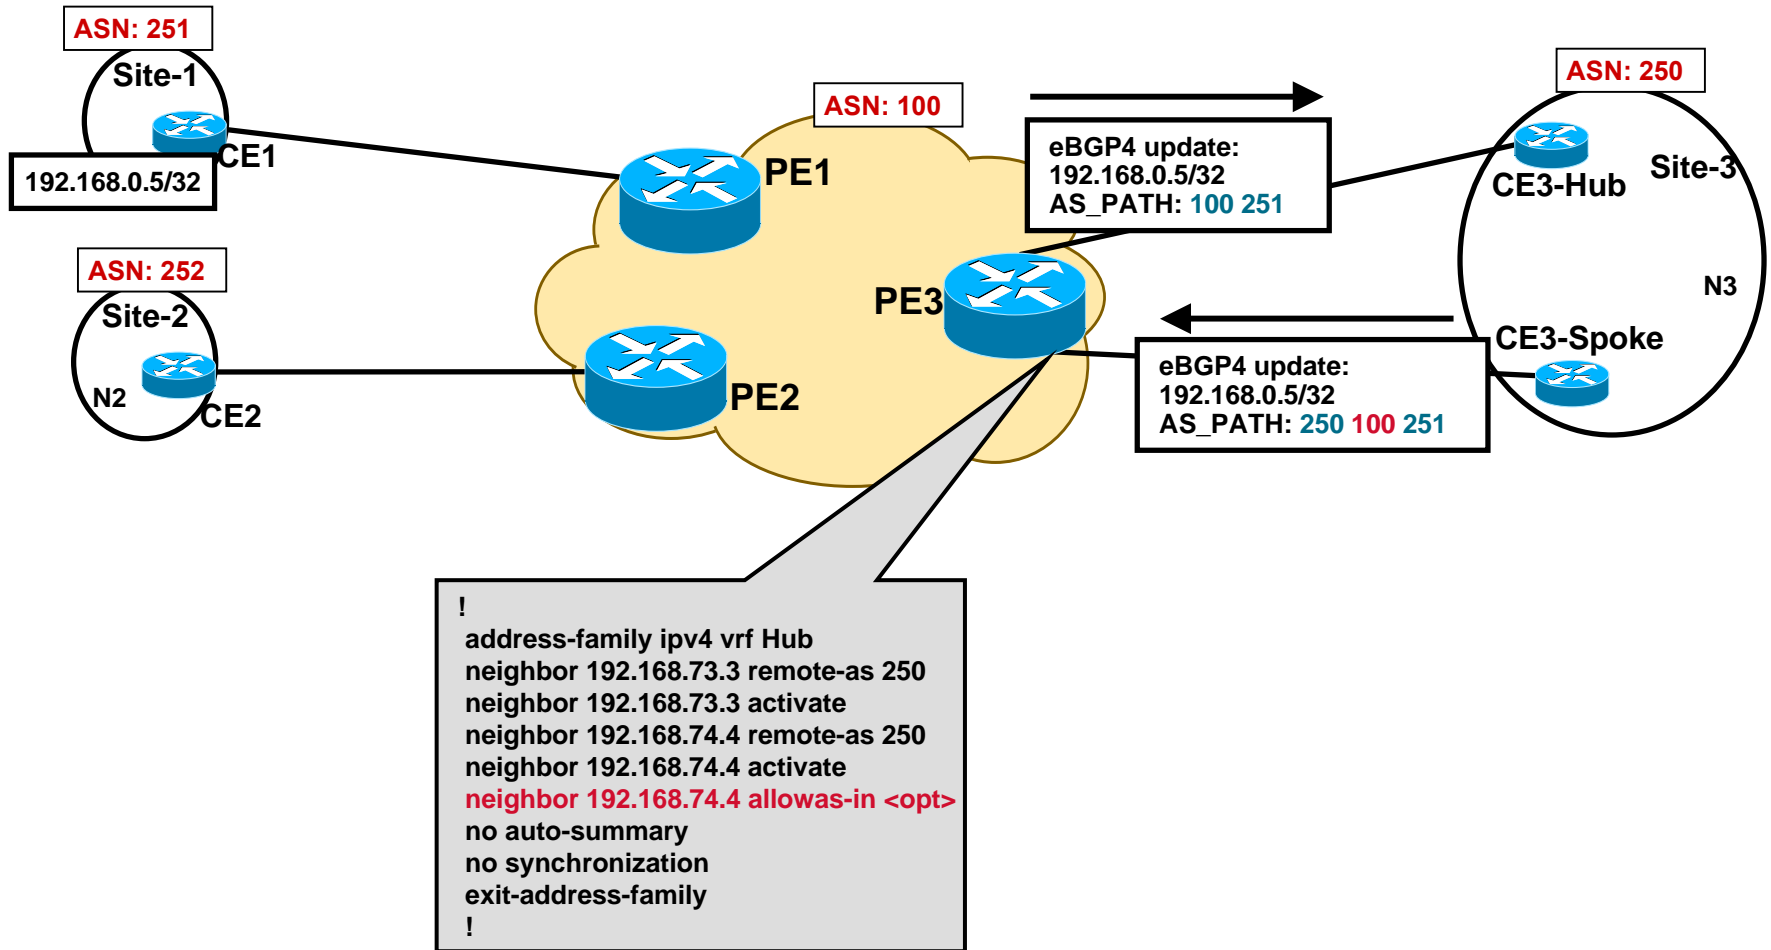 ASN: 251
Site-1
CE1
192.168.0.5/32
ASN: 252
Site-2
N2
CE2
ASN: 100
PE1
PE2
PE3
eBGP4 update:
192.168.0.5/32
AS_PATH: 100 251
ASN: 250
CE3-Hub
Site-3
N3
CE3-Spoke
eBGP4 update:
192.168.0.5/32
AS_PATH: 250 100 251
!
address-family ipv4 vrf Hub
neighbor 192.168.73.3 remote-as 250
neighbor 192.168.73.3 activate
neighbor 192.168.74.4 remote-as 250
neighbor 192.168.74.4 activate
neighbor 192.168.74.4 allowas-in <opt>
no auto-summary
no synchronization
exit-address-family
!